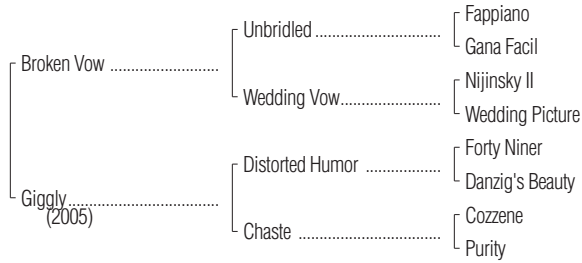 Fappiano
Unbridled ..................................
Gana Facil
Broken Vow .............................
Nijinsky II
Wedding Vow...........................
Wedding Picture
Forty Niner
Distorted Humor ....................
Danzig's Beauty
Giggly........................................
(2005)
Cozzene
Chaste ......................................
Purity